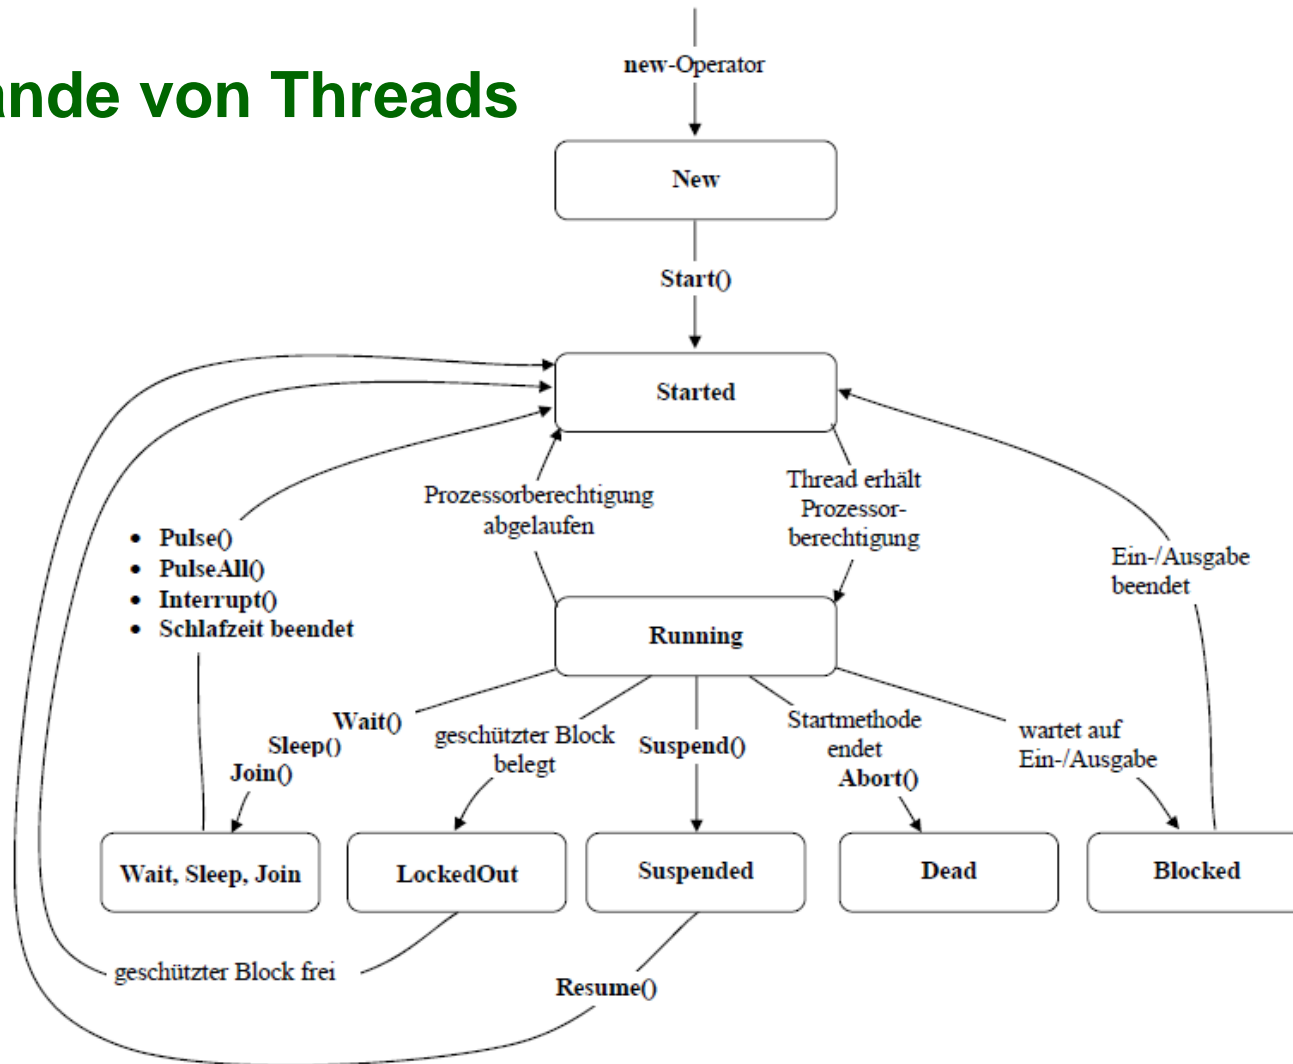 ande von Threads
new-Operator
New
Start()
Started
Prozessorberechtigung
abgelaufen
Thread erhält
Prozessor-
berechtigung
• Pulse()
• PulseAll()
• Interrupt()
• Schlafzeit beendet
Ein-/Ausgabe
beendet
Running
Wait()
Sleep()
Join()
geschützter Block
belegt
Suspend()
Startmethode
endet
Abort()
wartet auf
Ein-/Ausgabe
Wait, Sleep, Join
LockedOut
Suspended
Dead
Blocked
geschützter Block frei
Resume()